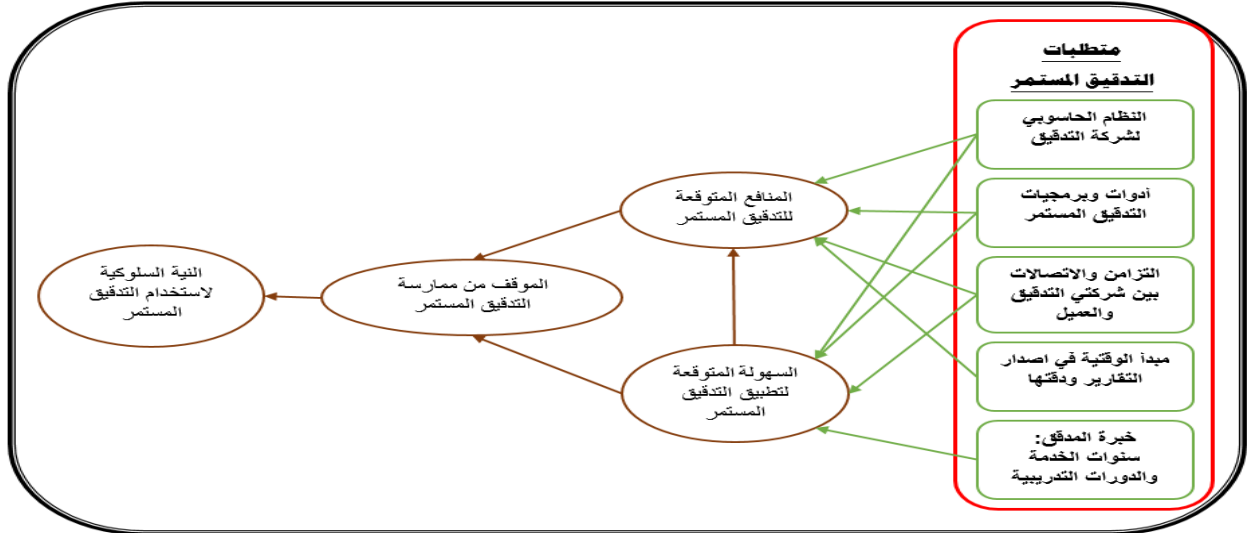 متطلبات
التدقيق المستمر
النظام الحاسوبي
لشركة التدقيق
أدوات وبرمجيات
التدقيق المستمر
التزامن والاتصالات
بين شركتي التدقيق
والعميل
مبدأ الوقتية في اصدار
التقارير ودقتها
خبرة المدقق:
سنوات الخدمة
والدورات التدريبية
المنافع المتوقعة
للتدقيق المستمر
السهولة المتوقعة
لتطبيق التدقيق
المستمر
الموقف من ممارسة
التدقيق المستمر
النية السلوكية
لاستخدام التدقيق
المستمر